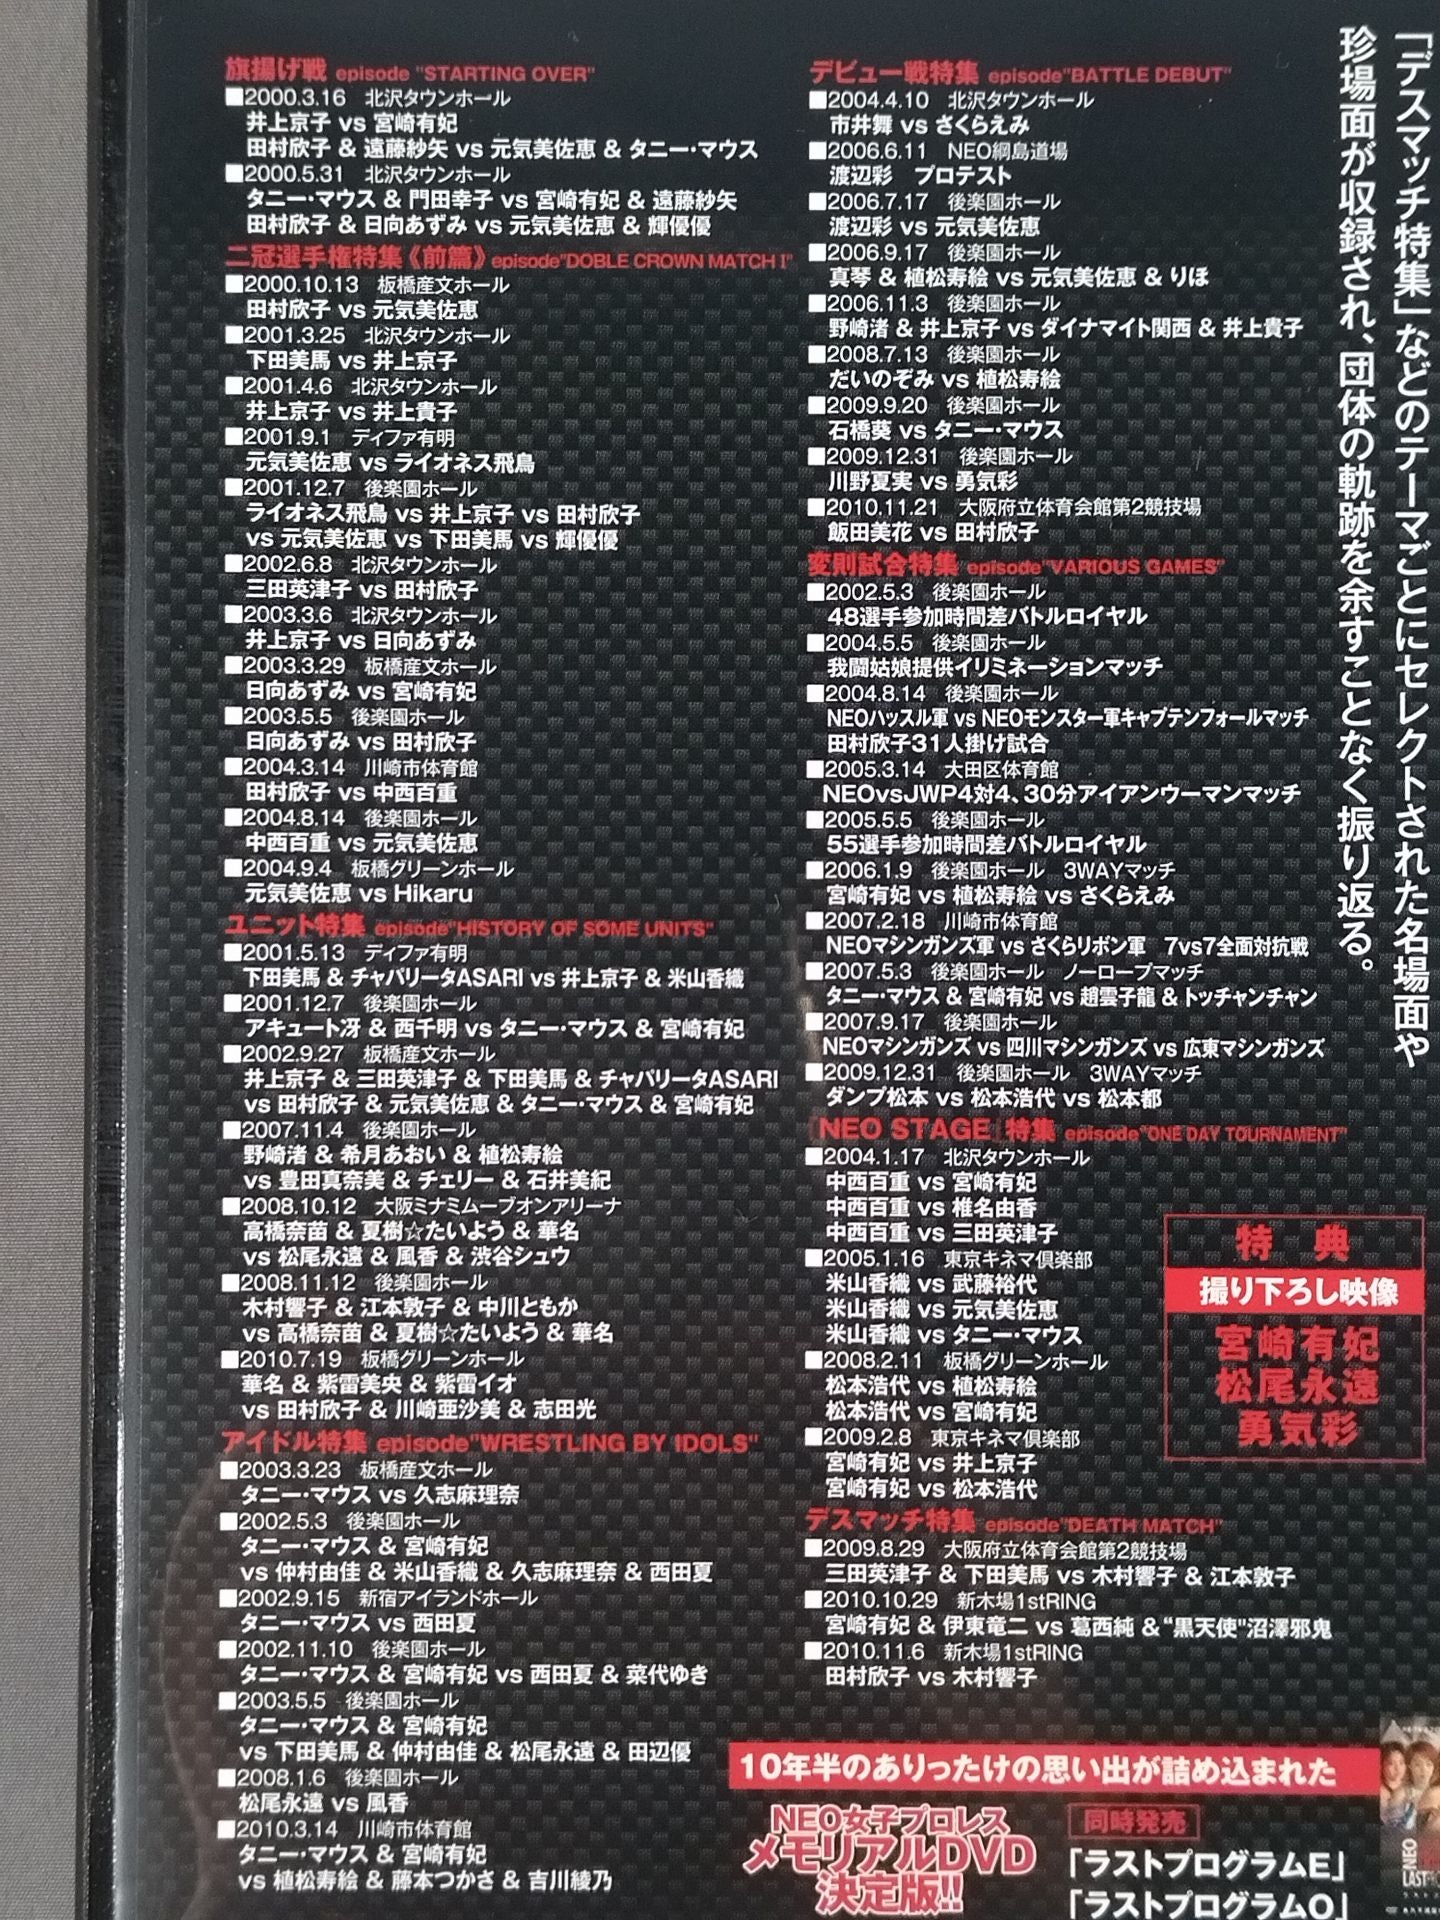 旗揚げ戦 episode "STARTING OVER"
■2000.3.16 北沢タウンホール
井上京子 vs 宮崎有妃
田村欣子 & 遠藤紗矢 vs 元気美佐恵 & タニー・マウス
■2000.5.31 北沢タウンホール
タニー・マウス & 門田幸子 vs 宮崎有妃 & 遠藤紗矢
田村欣子 & 日向あずみ vs 元気美佐恵 & 輝優優
二冠選手権特集《前篇》episode"DOBLE CROWN MATCH I"
■2000.10.13 板橋産文ホール
田村欣子 vs 元気美佐恵
■2001.3.25 北沢タウンホール
下田美馬 vs 井上京子
■2001.4.6 北沢タウンホール
井上京子 vs 井上貴子
■2001.9.1 ディファ有明
元気美佐恵 vs ライオネス飛鳥
■2001.12.7 後楽園ホール
ライオネス飛鳥 vs 井上京子 vs 田村欣子
vs 元気美佐恵 vs 下田美馬 vs 輝優優
■2002.6.8 北沢タウンホール
三田英津子 vs 田村欣子
■2003.3.6 北沢タウンホール
井上京子 vs 日向あずみ
■2003.3.29 板橋産文ホール
日向あずみ vs 宮崎有妃
■2003.5.5 後楽園ホール
日向あずみ vs 田村欣子
■2004.3.14 川崎市体育館
田村欣子 vs 中西百重
■2004.8.14 後楽園ホール
中西百重 vs 元気美佐恵
■2004.9.4 板橋グリーンホール
元気美佐恵 vs Hikaru
ユニット特集 episode"HISTORY OF SOME UNITS"
■2001.5.13 ディファ有明
下田美馬 & チャパリータASARI vs 井上京子 & 米山香織
■2001.12.7 後楽園ホール
アキュート冴 & 西千明 vs タニー・マウス & 宮崎有妃
■2002.9.27 板橋産文ホール
井上京子 & 三田英津子 & 下田美馬 & チャパリータASARI
vs 田村欣子 & 元気美佐恵 & タニー・マウス & 宮崎有妃
■2007.11.4 後楽園ホール
野崎渚 & 希月あおい & 植松寿絵
vs 豊田真奈美 & チェリー & 石井美紀
■2008.10.12 大阪ミナミムーブオンアリーナ
高橋奈苗 & 夏樹☆たいよう & 華名
vs 松尾永遠 & 風香 & 渋谷シュウ
■2008.11.12 後楽園ホール
木村響子 & 江本敦子 & 中川ともか
vs 高橋奈苗 & 夏樹☆たいよう & 華名
■2010.7.19 板橋グリーンホール
華名 & 紫雷美央 & 紫雷イオ
vs 田村欣子 & 川崎亜沙美 & 志田光
アイドル特集 episode"WRESTLING BY IDOLS"
■2003.3.23 板橋産文ホール
タニー・マウス vs 久志麻理奈
■2002.5.3 後楽園ホール
タニー・マウス & 宮崎有妃
vs 仲村由佳 & 米山香織 & 久志麻理奈 & 西田夏
■2002.9.15 新宿アイランドホール
タニー・マウス vs 西田夏
■2002.11.10 後楽園ホール
タニー・マウス & 宮崎有妃 vs 西田夏 & 菜代ゆき
■2003.5.5 後楽園ホール
タニー・マウス & 宮崎有妃
vs 下田美馬 & 仲村由佳 & 松尾永遠 & 田辺優
■2008.1.6 後楽園ホール
松尾永遠 vs 風香
■2010.3.14 川崎市体育館
タニー・マウス & 宮崎有妃
vs 植松寿絵 & 藤本つかさ & 吉川綾乃
デビュー戦特集 episode"BATTLE DEBUT"
■2004.4.10 北沢タウンホール
市井舞 vs さくらえみ
■2006.6.11 NEO綱島道場
渡辺彩 プロテスト
■2006.7.17 後楽園ホール
渡辺彩 vs 元気美佐恵
■2006.9.17 後楽園ホール
真琴 & 植松寿絵 vs 元気美佐恵 & りほ
■2006.11.3 後楽園ホール
野崎渚 & 井上京子 vs ダイナマイト関西 & 井上貴子
■2008.7.13 後楽園ホール
だいのぞみ vs 植松寿絵
■2009.9.20 後楽園ホール
石橋葵 vs タニー・マウス
■2009.12.31 後楽園ホール
川野夏実 vs 勇気彩
■2010.11.21 大阪府立体育会館第2競技場
飯田美花 vs 田村欣子
変則試合特集 episode"VARIOUS GAMES"
■2002.5.3 後楽園ホール
48選手参加時間差バトルロイヤル
■2004.5.5 後楽園ホール
我闘姑娘提供イリミネーションマッチ
■2004.8.14 後楽園ホール
NEOハッスル軍 vs NEOモンスター軍キャプテンフォールマッチ
田村欣子31人掛け試合
■2005.3.14 大田区体育館
NEOvsJWP4対4、30分アイアンウーマンマッチ
■2005.5.5 後楽園ホール
55選手参加時間差バトルロイヤル
■2006.1.9 後楽園ホール 3WAYマッチ
宮崎有妃 vs 植松寿絵 vs さくらえみ
■2007.2.18 川崎市体育館
NEOマシンガンズ軍 vs さくらリボン軍 7vs7全面対抗戦
■2007.5.3 後楽園ホール ノーロープマッチ
タニー・マウス & 宮崎有妃 vs 趙雲子龍 & トッチャンチャン
■2007.9.17 後楽園ホール
NEOマシンガンズ vs 四川マシンガンズ vs 広東マシンガンズ
■2009.12.31 後楽園ホール 3WAYマッチ
ダンプ松本 vs 松本浩代 vs 松本都
「NEO STAGE」特集 episode"ONE DAY TOURNAMENT"
■2004.1.17 北沢タウンホール
中西百重 vs 宮崎有妃
中西百重 vs 椎名由香
中西百重 vs 三田英津子
■2005.1.16 東京キネマ倶楽部
米山香織 vs 武藤裕代
米山香織 vs 元気美佐恵
米山香織 vs タニー・マウス
■2008.2.11 板橋グリーンホール
松本浩代 vs 植松寿絵
松本浩代 vs 宮崎有妃
■2009.2.8 東京キネマ倶楽部
宮崎有妃 vs 井上京子
宮崎有妃 vs 松本浩代
デスマッチ特集 episode"DEATH MATCH"
■2009.8.29 大阪府立体育会館第2競技場
三田英津子 & 下田美馬 vs 木村響子 & 江本敦子
■2010.10.29 新木場1stRING
宮崎有妃 & 伊東竜二 vs 葛西純 &“黒天使"沼澤邪鬼
■2010.11.6 新木場1stRING
田村欣子 vs 木村響子
「デスマッチ特集」などのテーマごとにセレクトされた名場面や
珍場面が収録され、団体の軌跡を余すことなく振り返る。
特典
撮り下ろし映像
宮崎有妃
松尾永遠
勇気彩
10年半のありったけの思い出が詰め込まれた
NEO女子プロレス
メモリアルDVD
決定版!!
同時発売
「ラストプログラムE」
「ラストプログラムO」
NEO